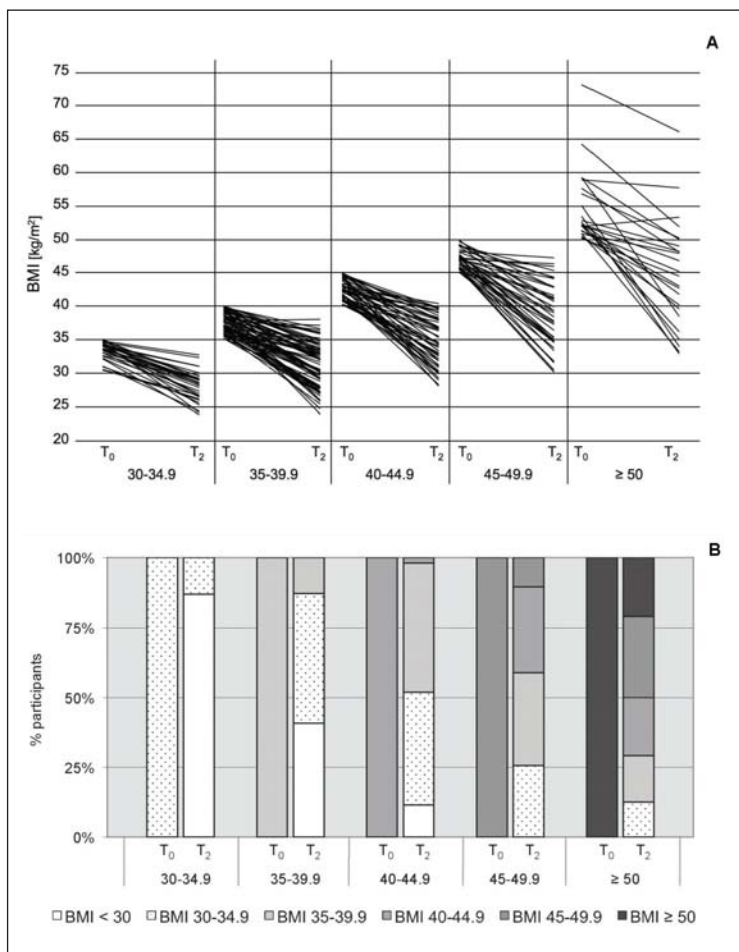 A
75
70
65
60
55
50
45
40
35
30
25
20
BMI [kg/m²]
T₀ T₂ T₀ T₂ T₀ T₂ T₀ T₂ T₀ T₂
30-34.9 35-39.9 40-44.9 45-49.9 ≥ 50
B
100%
75%
50%
25%
0%
% participants
T₀ T₂ T₀ T₂ T₀ T₂ T₀ T₂ T₀ T₂
30-34.9 35-39.9 40-44.9 45-49.9 ≥ 50
BMI < 30 BMI 30-34.9 BMI 35-39.9 BMI 40-44.9 BMI 45-49.9 BMI ≥ 50